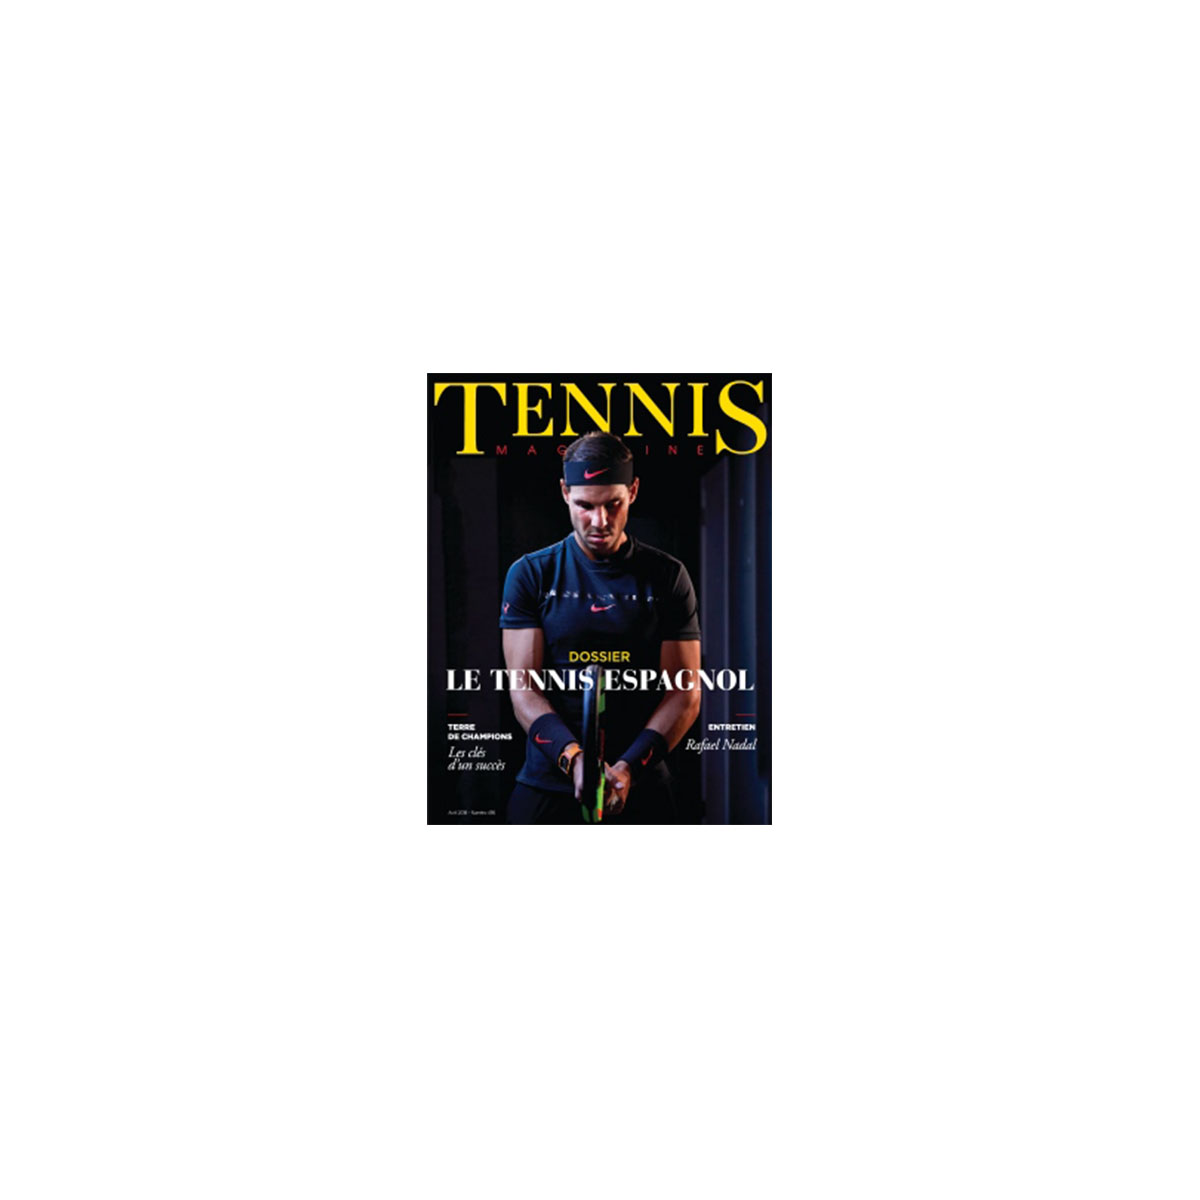 TENNIS
MAGAZINE
DOSSIER
LE TENNIS ESPAGNOL
TERRE
DE CHAMPIONS
Les clés
d'un succès
ENTRETIEN
Rafael Nadal